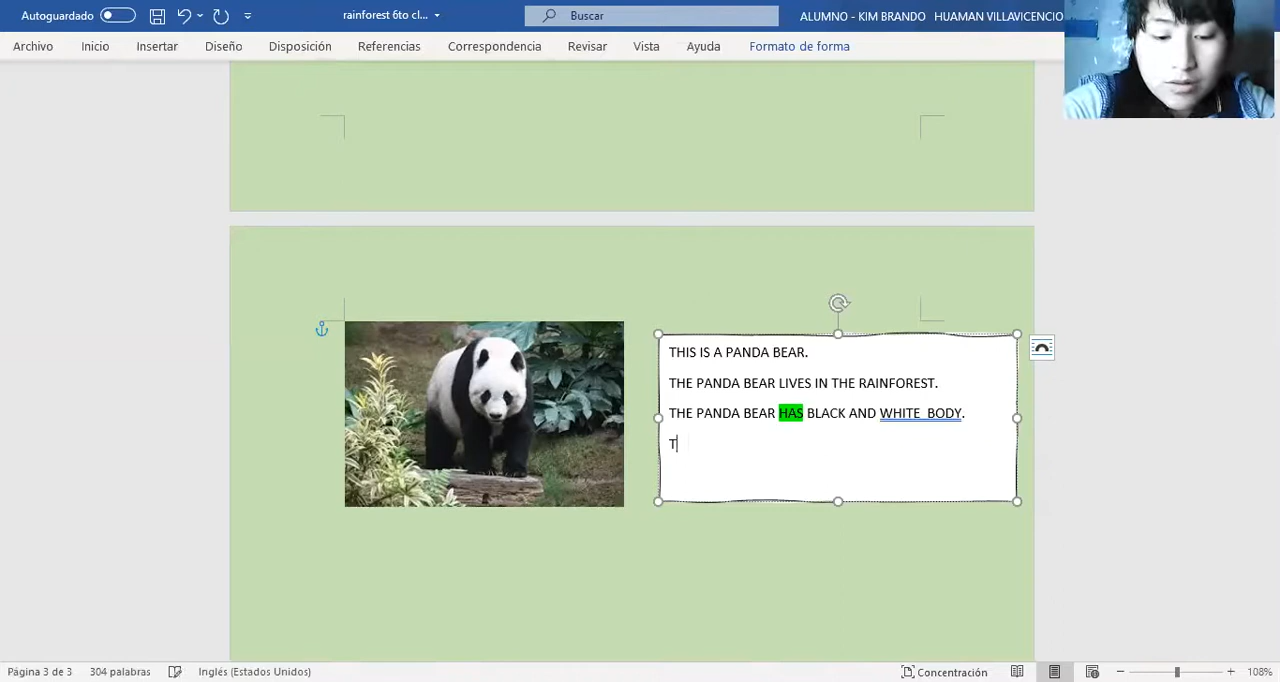 Autoguardado
rainforest 6to cl...
Buscar
ALUMNO - KIM BRANDO HUAMAN VILLAVICENCIO
Archivo
Inicio
Insertar
Diseño
Disposición
Referencias
Correspondencia
Revisar
Vista
Ayuda
Formato de forma
THIS IS A PANDA BEAR.
THE PANDA BEAR LIVES IN THE RAINFOREST.
THE PANDA BEAR HAS BLACK AND WHITE BODY.
T
Página 3 de 3
304 palabras
Inglés (Estados Unidos)
Concentración
108%